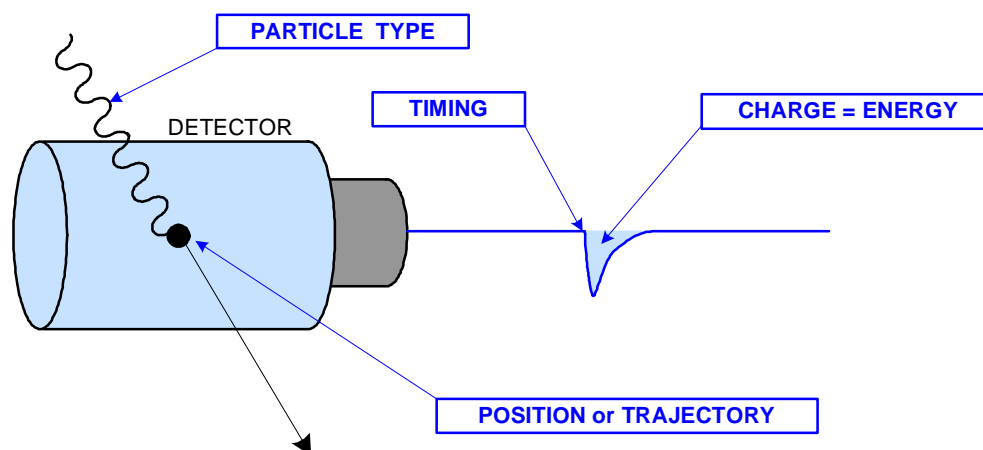 PARTICLE TYPE
TIMING
CHARGE = ENERGY
DETECTOR
POSITION or TRAJECTORY